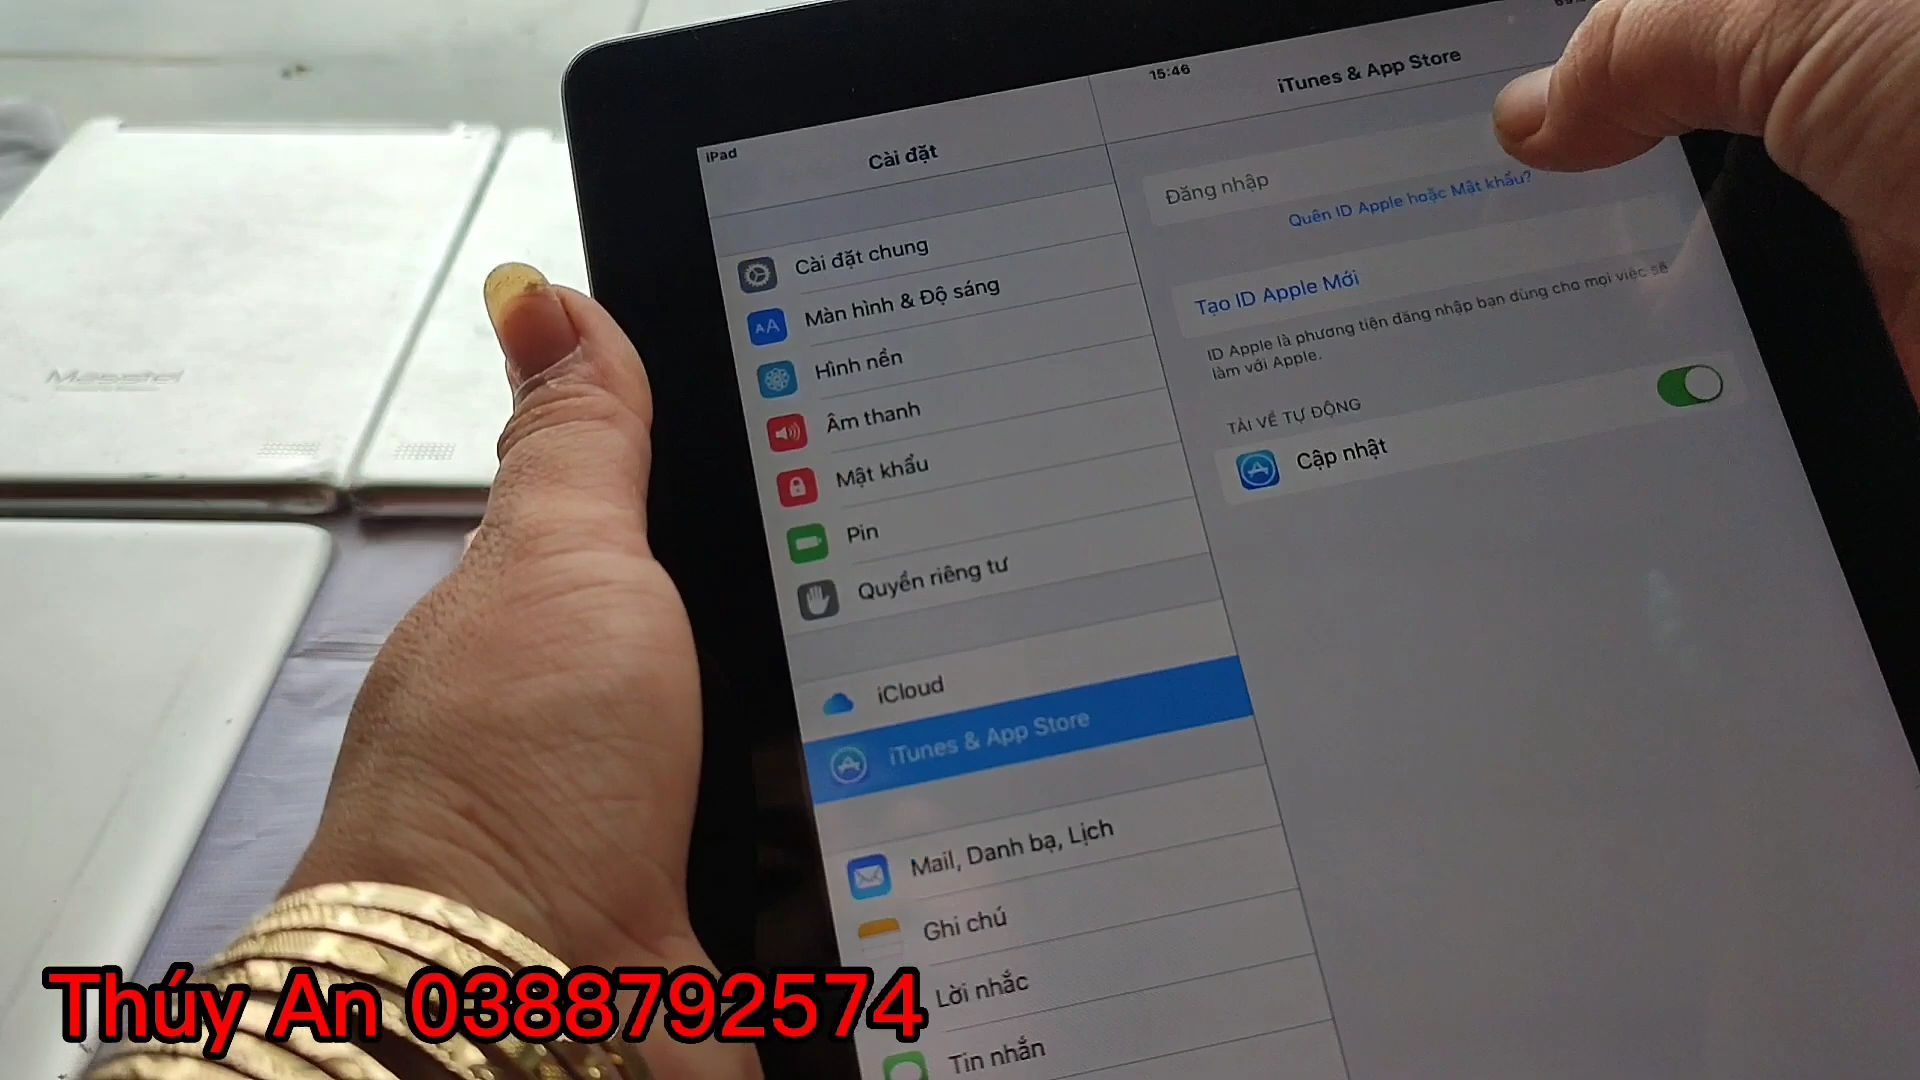 Masstel
iPad
15:46
Cài đặt
Cài đặt chung
Màn hình & Độ sáng
Hình nền
Âm thanh
Mật khẩu
Pin
Quyền riêng tư
iCloud
iTunes & App Store
Mail, Danh bạ, Lịch
Ghi chú
Lời nhắc
Tin nhắn
iTunes & App Store
Đăng nhập
Quên ID Apple hoặc Mật khẩu?
Tạo ID Apple Mới
ID Apple là phương tiện đăng nhập bạn dùng cho mọi việc sẽ
làm với Apple.
TẢI VỀ TỰ ĐỘNG
Cập nhật
Thúy An 0388792574